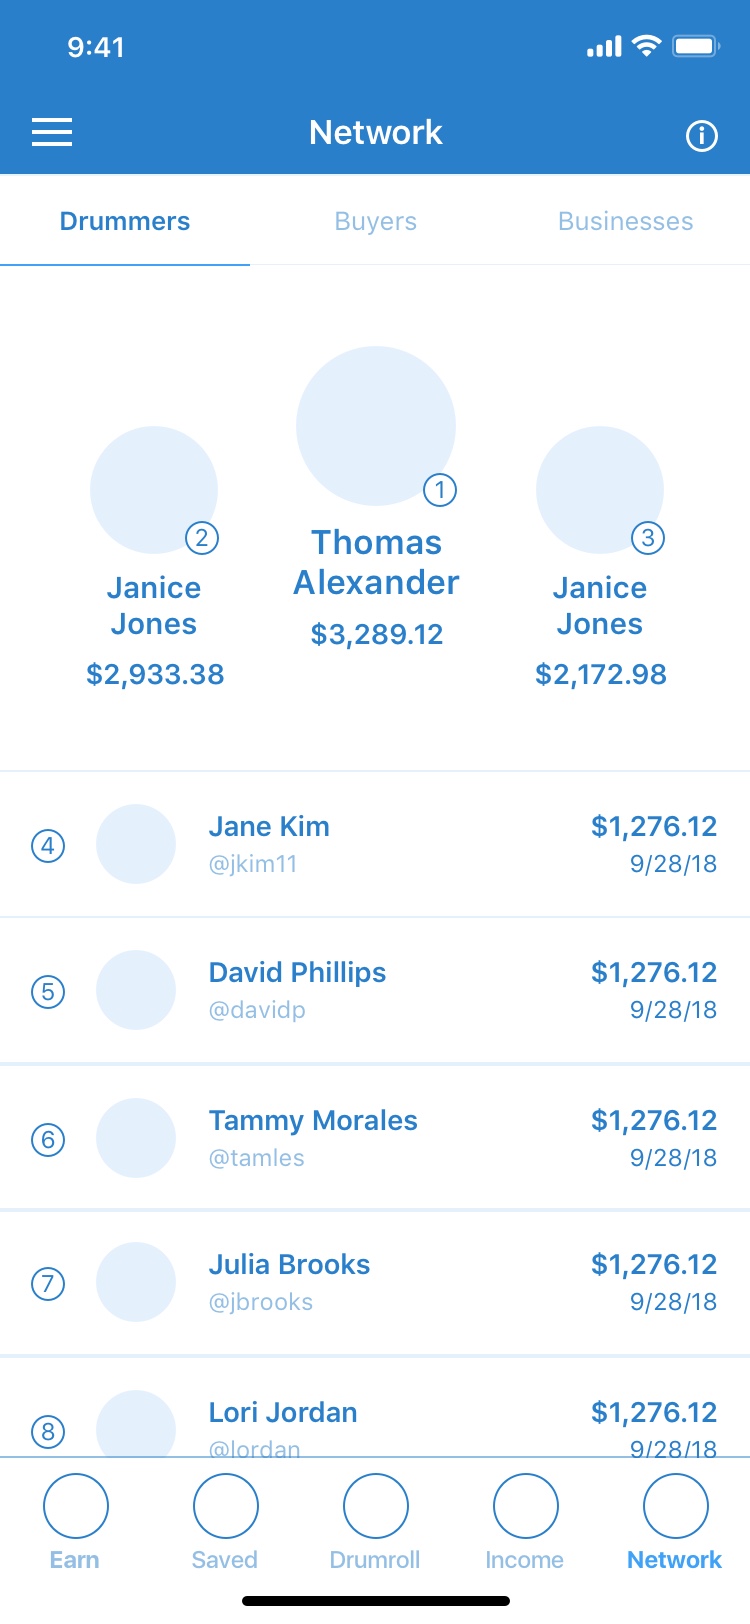 9:41
Network
Drummers
Buyers
Businesses
1
Thomas
Alexander
$3,289.12
2
Janice
Jones
$2,933.38
3
Janice
Jones
$2,172.98
4
Jane Kim
$1,276.12
@jkim11
9/28/18
5
David Phillips
$1,276.12
@davidp
9/28/18
6
Tammy Morales
$1,276.12
@tamles
9/28/18
7
Julia Brooks
$1,276.12
@jbrooks
9/28/18
8
Lori Jordan
$1,276.12
@lordan
9/28/18
Earn
Saved
Drumroll
Income
Network